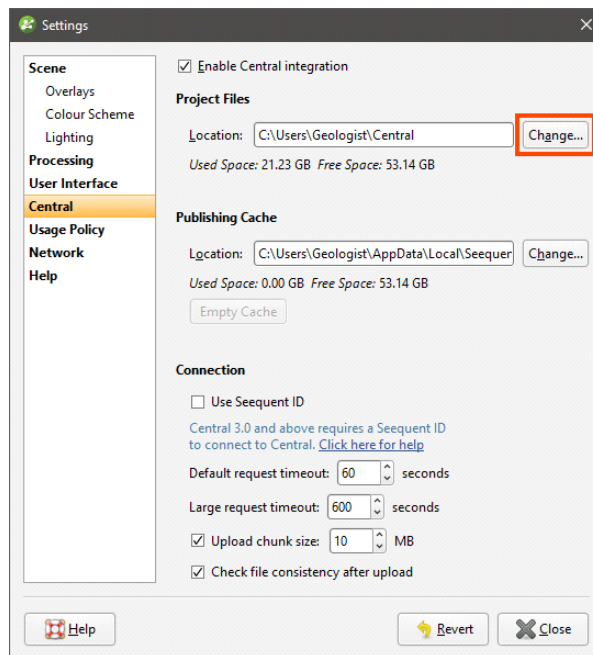 Settings
Scene
Overlays
Colour Scheme
Lighting
Processing
User Interface
Central
Usage Policy
Network
Help
Enable Central integration
Project Files
Location: C:\Users\Geologist\Central Change...
Used Space: 21.23 GB Free Space: 53.14 GB
Publishing Cache
Location: C:\Users\Geologist\AppData\Local\Seequer Change...
Used Space: 0.00 GB Free Space: 53.14 GB
Empty Cache
Connection
Use Seequent ID
Central 3.0 and above requires a Seequent ID
to connect to Central. Click here for help
Default request timeout: 60 seconds
Large request timeout: 600 seconds
Upload chunk size: 10 MB
Check file consistency after upload
Help Revert Close